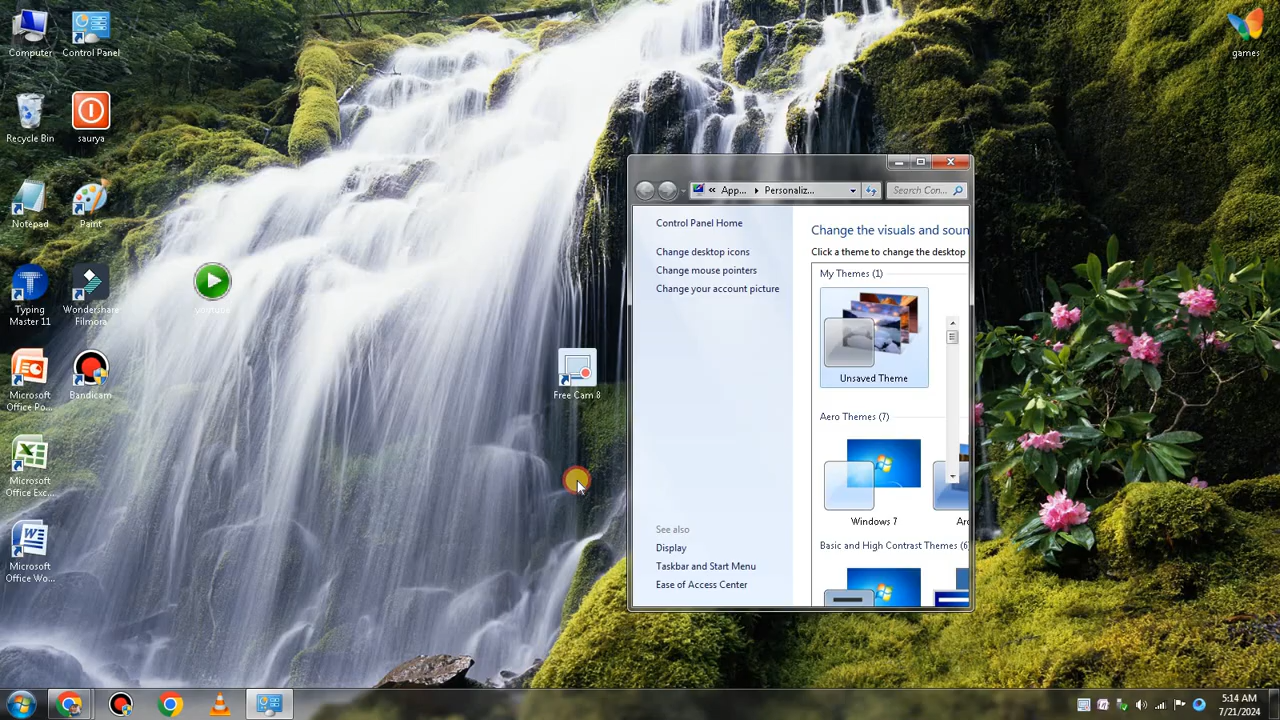 Computer
Control Panel
games
Recycle Bin
saurya
Notepad
Paint
Typing
Master 11
Wondershare
Filmora
youtube
Microsoft
Office Po...
Bandicam
Free Cam 8
Microsoft
Office Exc...
Microsoft
Office Wo...
« App... Personaliz...
Search Con...
Control Panel Home
Change desktop icons
Change mouse pointers
Change your account picture
See also
Display
Taskbar and Start Menu
Ease of Access Center
Change the visuals and soun
Click a theme to change the desktop
My Themes (1)
Unsaved Theme
Aero Themes (7)
Windows 7
Arc
Basic and High Contrast Themes (6
5:14 AM
7/21/2024